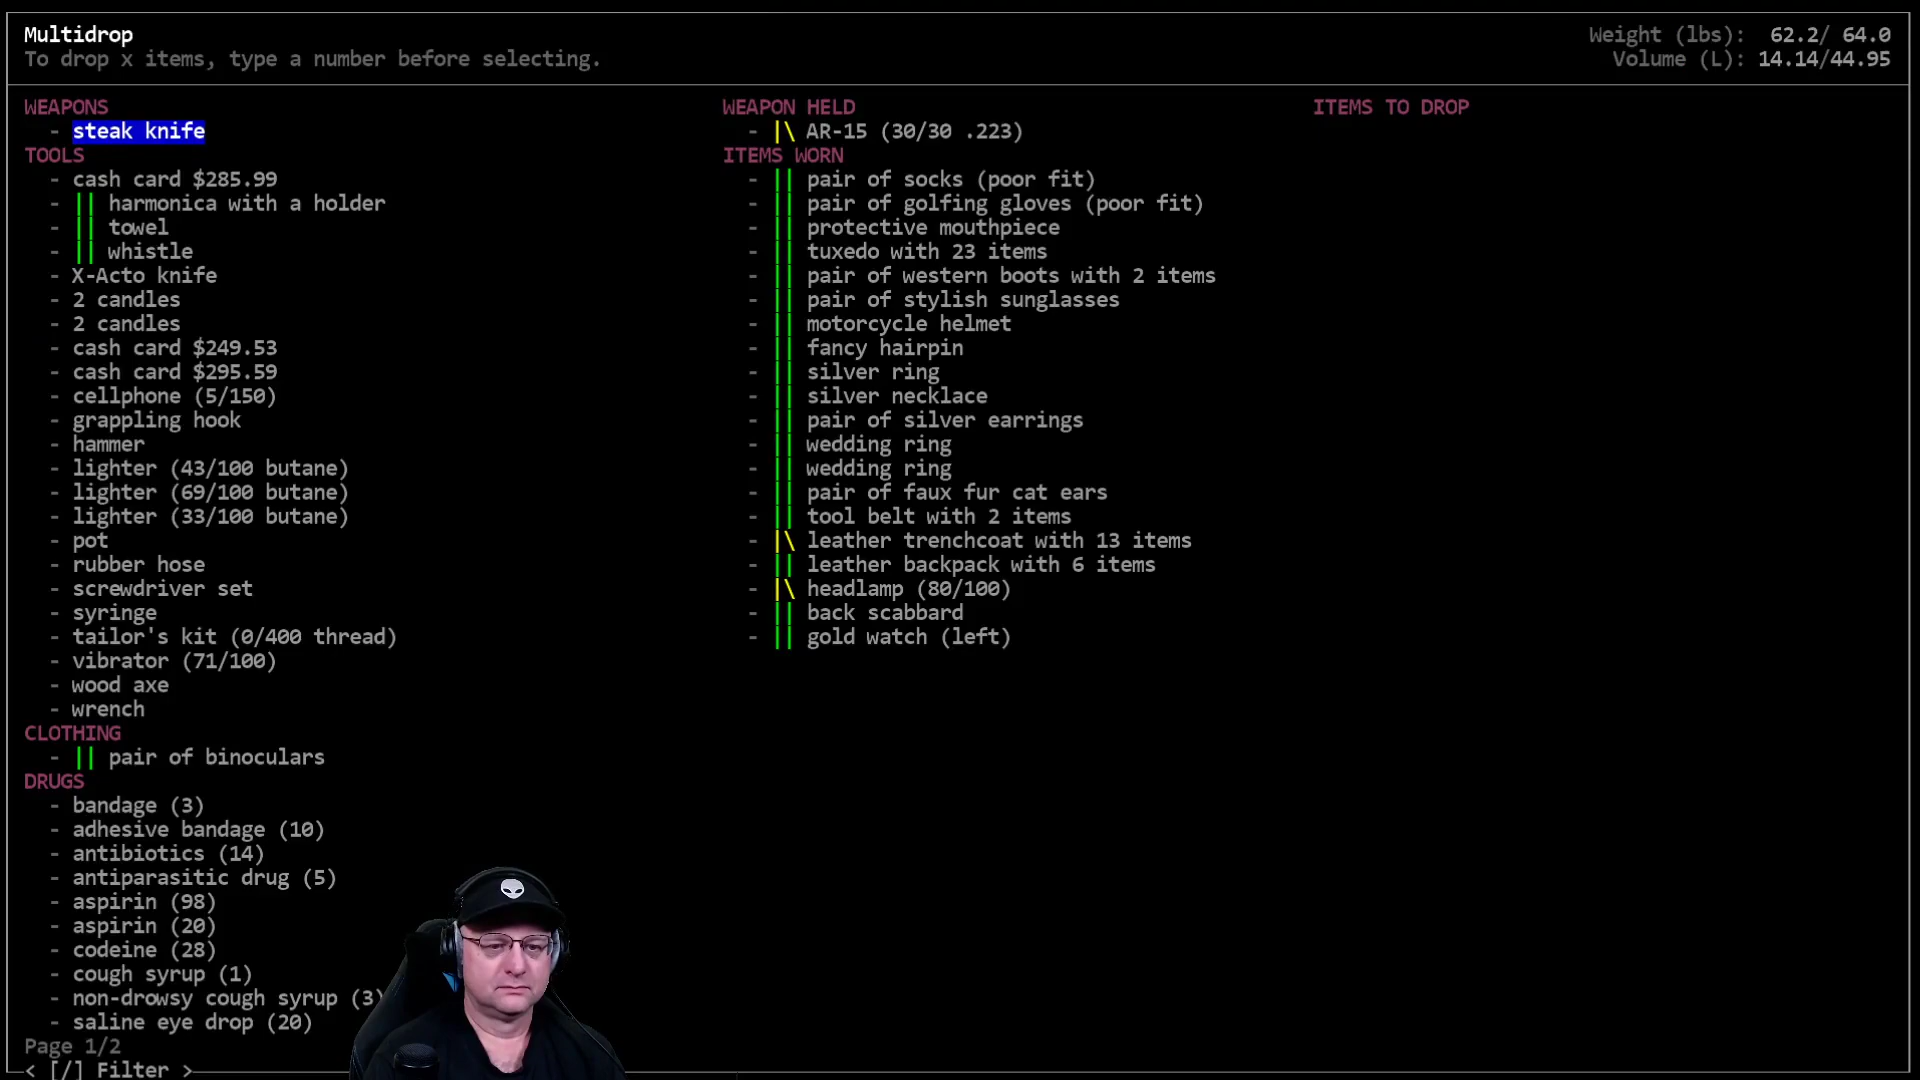 Multidrop
To drop x items, type a number before selecting.
Weight (lbs): 62.2/ 64.0
Volume (L): 14.14/44.95
WEAPONS
- steak knife
TOOLS
- cash card $285.99
- || harmonica with a holder
- || towel
- || whistle
- X-Acto knife
- 2 candles
- 2 candles
- cash card $249.53
- cash card $295.59
- cellphone (5/150)
- grappling hook
- hammer
- lighter (43/100 butane)
- lighter (69/100 butane)
- lighter (33/100 butane)
- pot
- rubber hose
- screwdriver set
- syringe
- tailor's kit (0/400 thread)
- vibrator (71/100)
- wood axe
- wrench
CLOTHING
- || pair of binoculars
DRUGS
- bandage (3)
- adhesive bandage (10)
- antibiotics (14)
- antiparasitic drug (5)
- aspirin (98)
- aspirin (20)
- codeine (28)
- cough syrup (1)
- non-drowsy cough syrup (3)
- saline eye drop (20)
Page 1/2
< [/] Filter >
WEAPON HELD
- |\ AR-15 (30/30 .223)
ITEMS WORN
- || pair of socks (poor fit)
- || pair of golfing gloves (poor fit)
- || protective mouthpiece
- || tuxedo with 23 items
- || pair of western boots with 2 items
- || pair of stylish sunglasses
- || motorcycle helmet
- || fancy hairpin
- || silver ring
- || silver necklace
- || pair of silver earrings
- || wedding ring
- || wedding ring
- || pair of faux fur cat ears
- || tool belt with 2 items
- |\ leather trenchcoat with 13 items
- || leather backpack with 6 items
- |\ headlamp (80/100)
- || back scabbard
- || gold watch (left)
ITEMS TO DROP